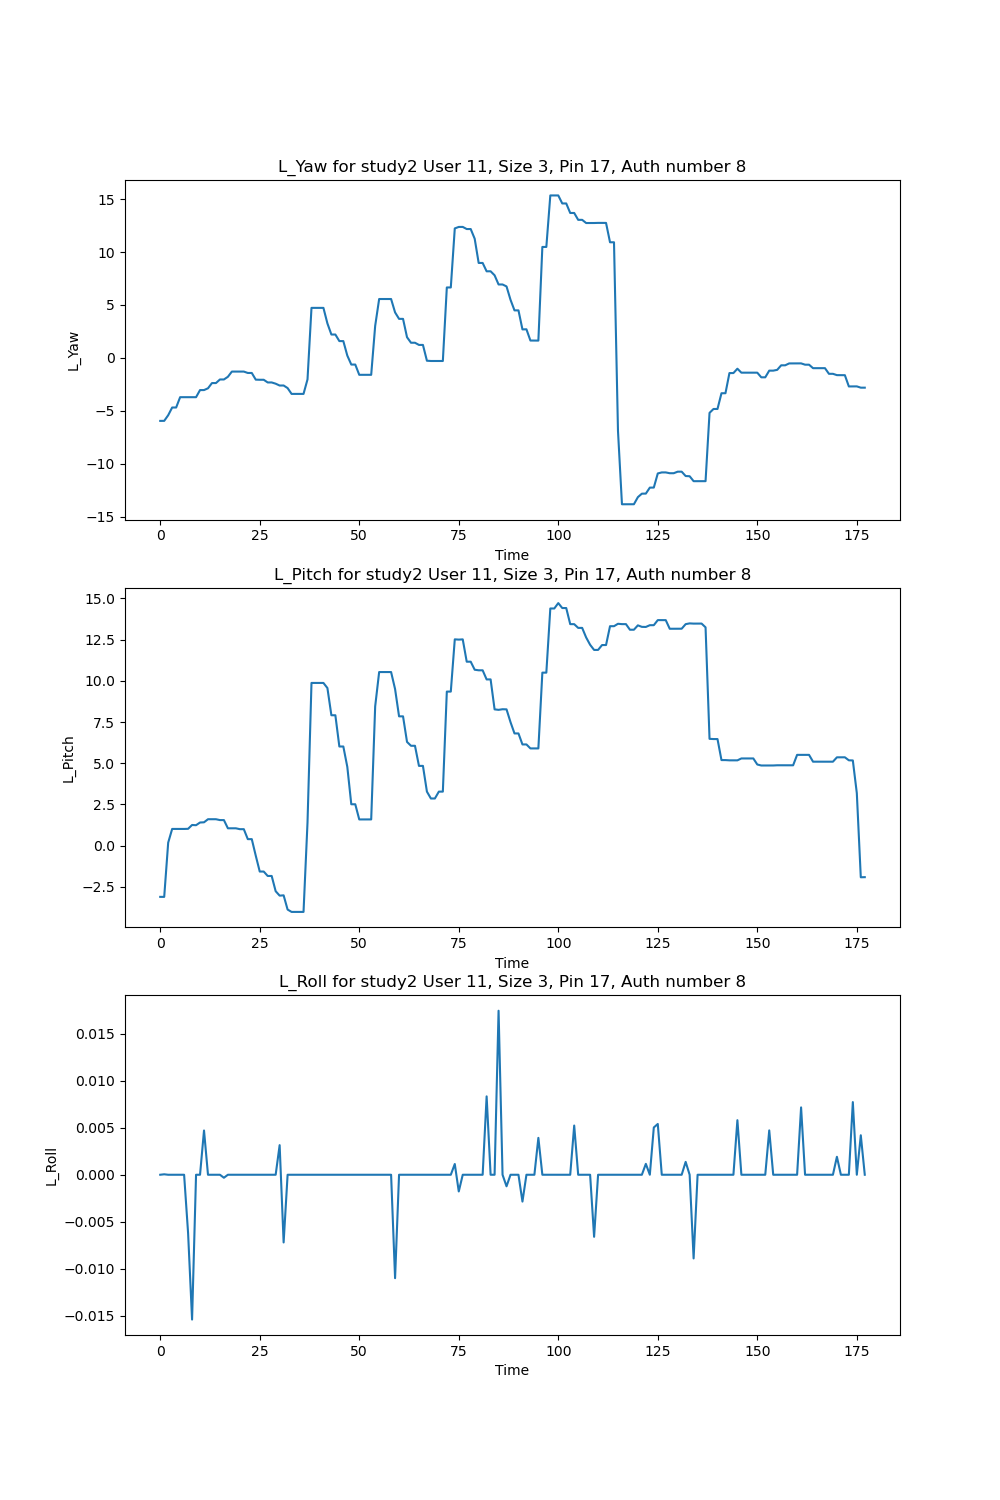 L_Yaw for study2 User 11, Size 3, Pin 17, Auth number 8
15
10
5
0
−5
−10
−15
L_Yaw
0 25 50 75 100 125 150 175
Time
L_Pitch for study2 User 11, Size 3, Pin 17, Auth number 8
15.0
12.5
10.0
7.5
5.0
2.5
0.0
−2.5
L_Pitch
0 25 50 75 100 125 150 175
Time
L_Roll for study2 User 11, Size 3, Pin 17, Auth number 8
0.015
0.010
0.005
0.000
−0.005
−0.010
−0.015
L_Roll
0 25 50 75 100 125 150 175
Time